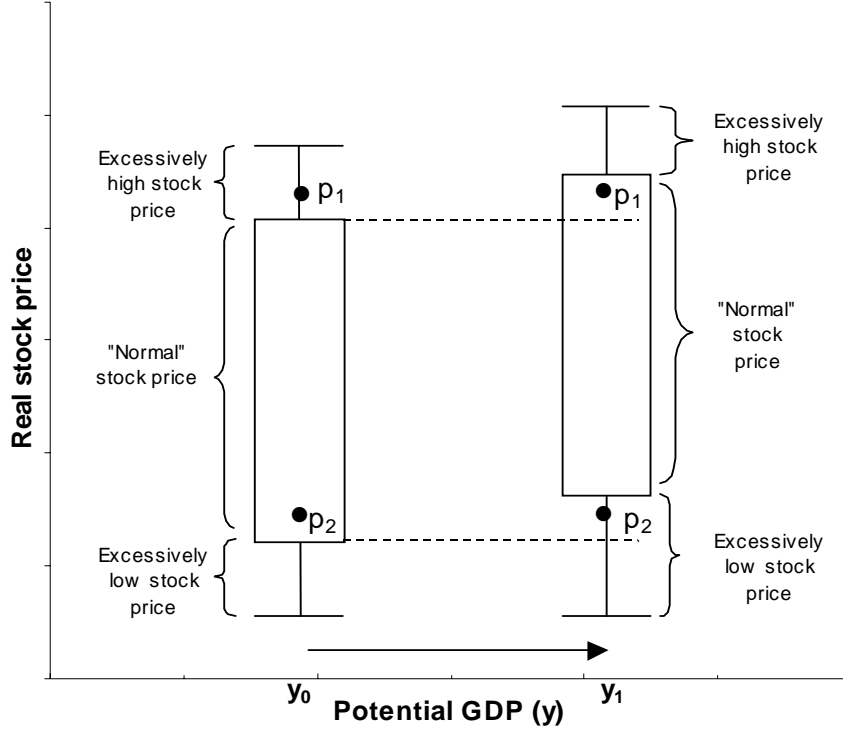 Excessively
high stock
price
p1
"Normal"
stock price
p2
Excessively
low stock
price
Excessively
high stock
price
p1
"Normal"
stock
price
p2
Excessively
low stock
price
Real stock price
y0
y1
Potential GDP (y)